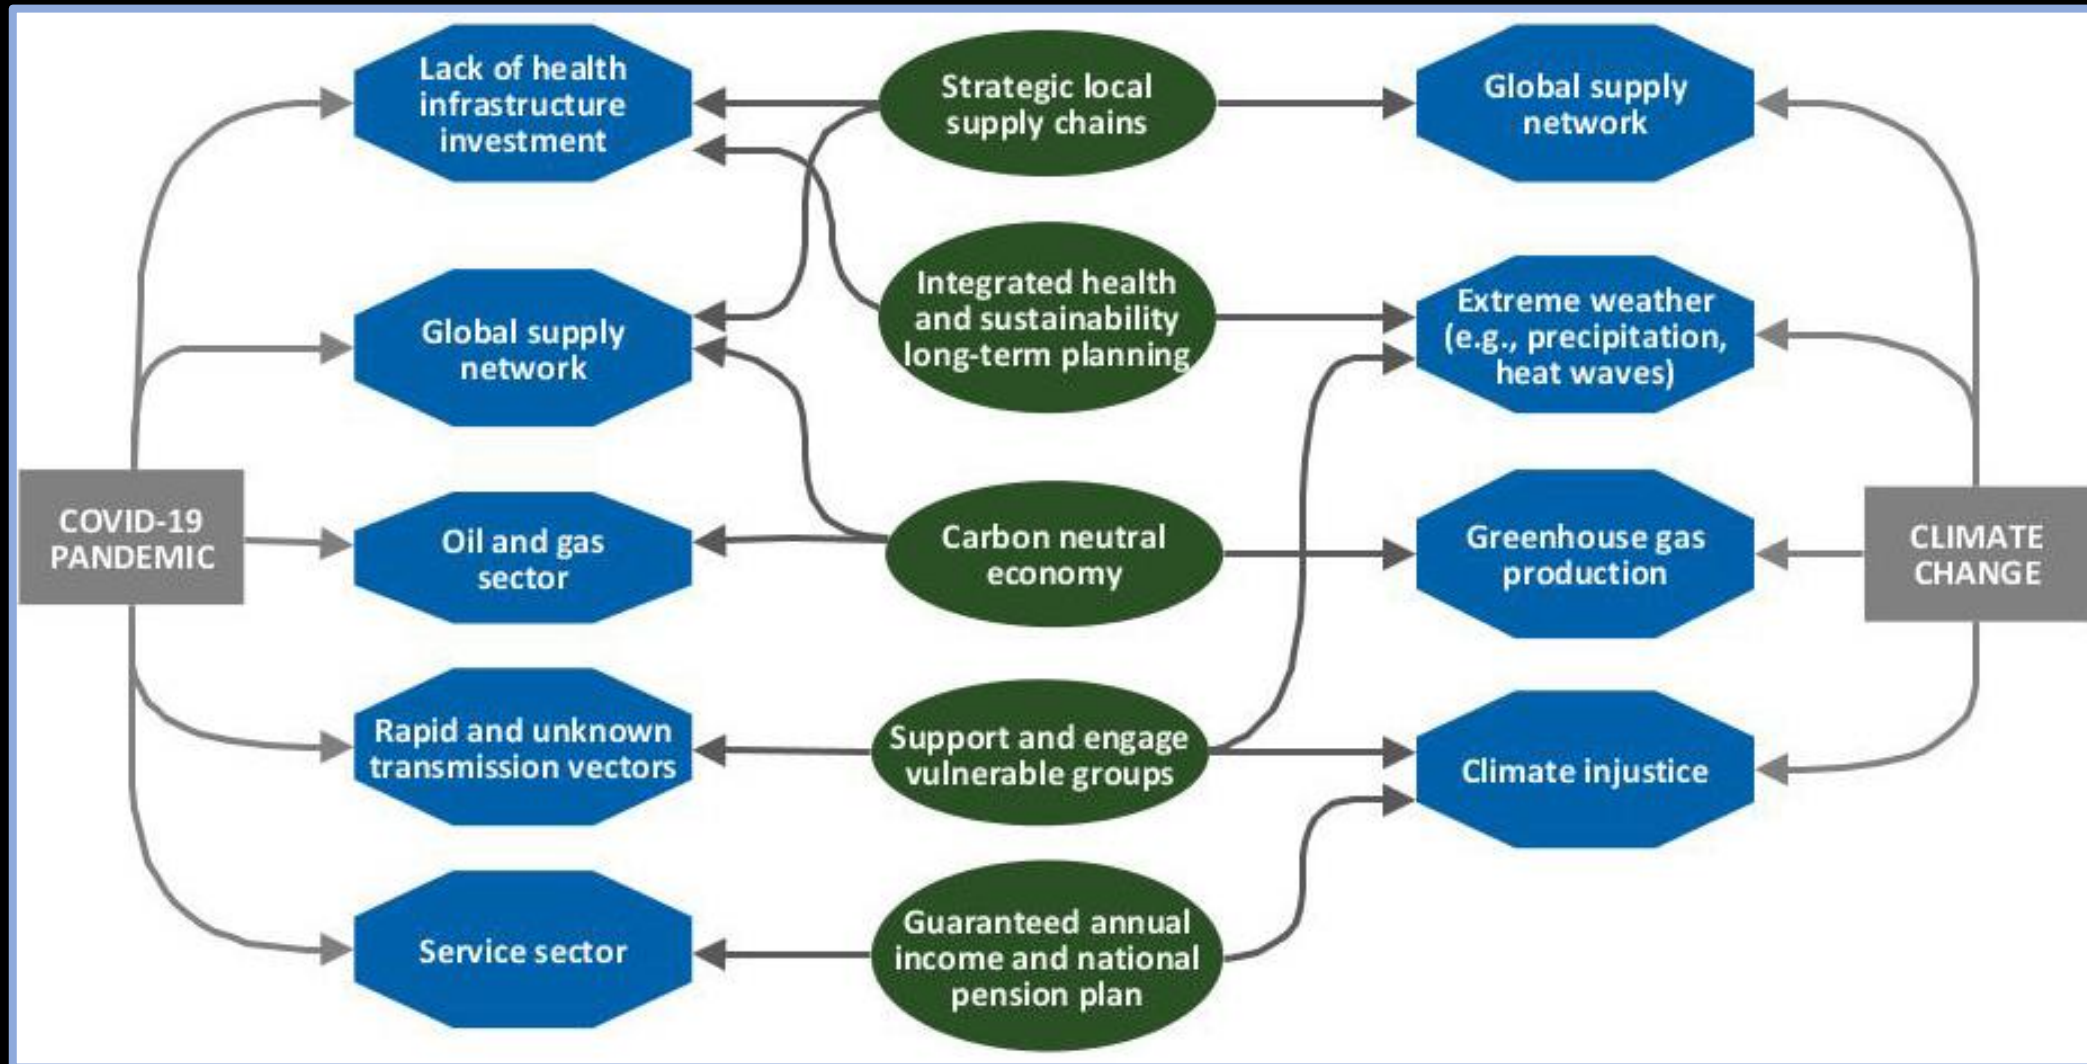 Lack of health
infrastructure
investment
Strategic local
supply chains
Global supply
network
Global supply
network
Integrated health
and sustainability
long-term planning
Extreme weather
(e.g., precipitation,
heat waves)
COVID-19
PANDEMIC
Oil and gas
sector
Carbon neutral
economy
Greenhouse gas
production
CLIMATE
CHANGE
Rapid and unknown
transmission vectors
Support and engage
vulnerable groups
Climate injustice
Service sector
Guaranteed annual
income and national
pension plan